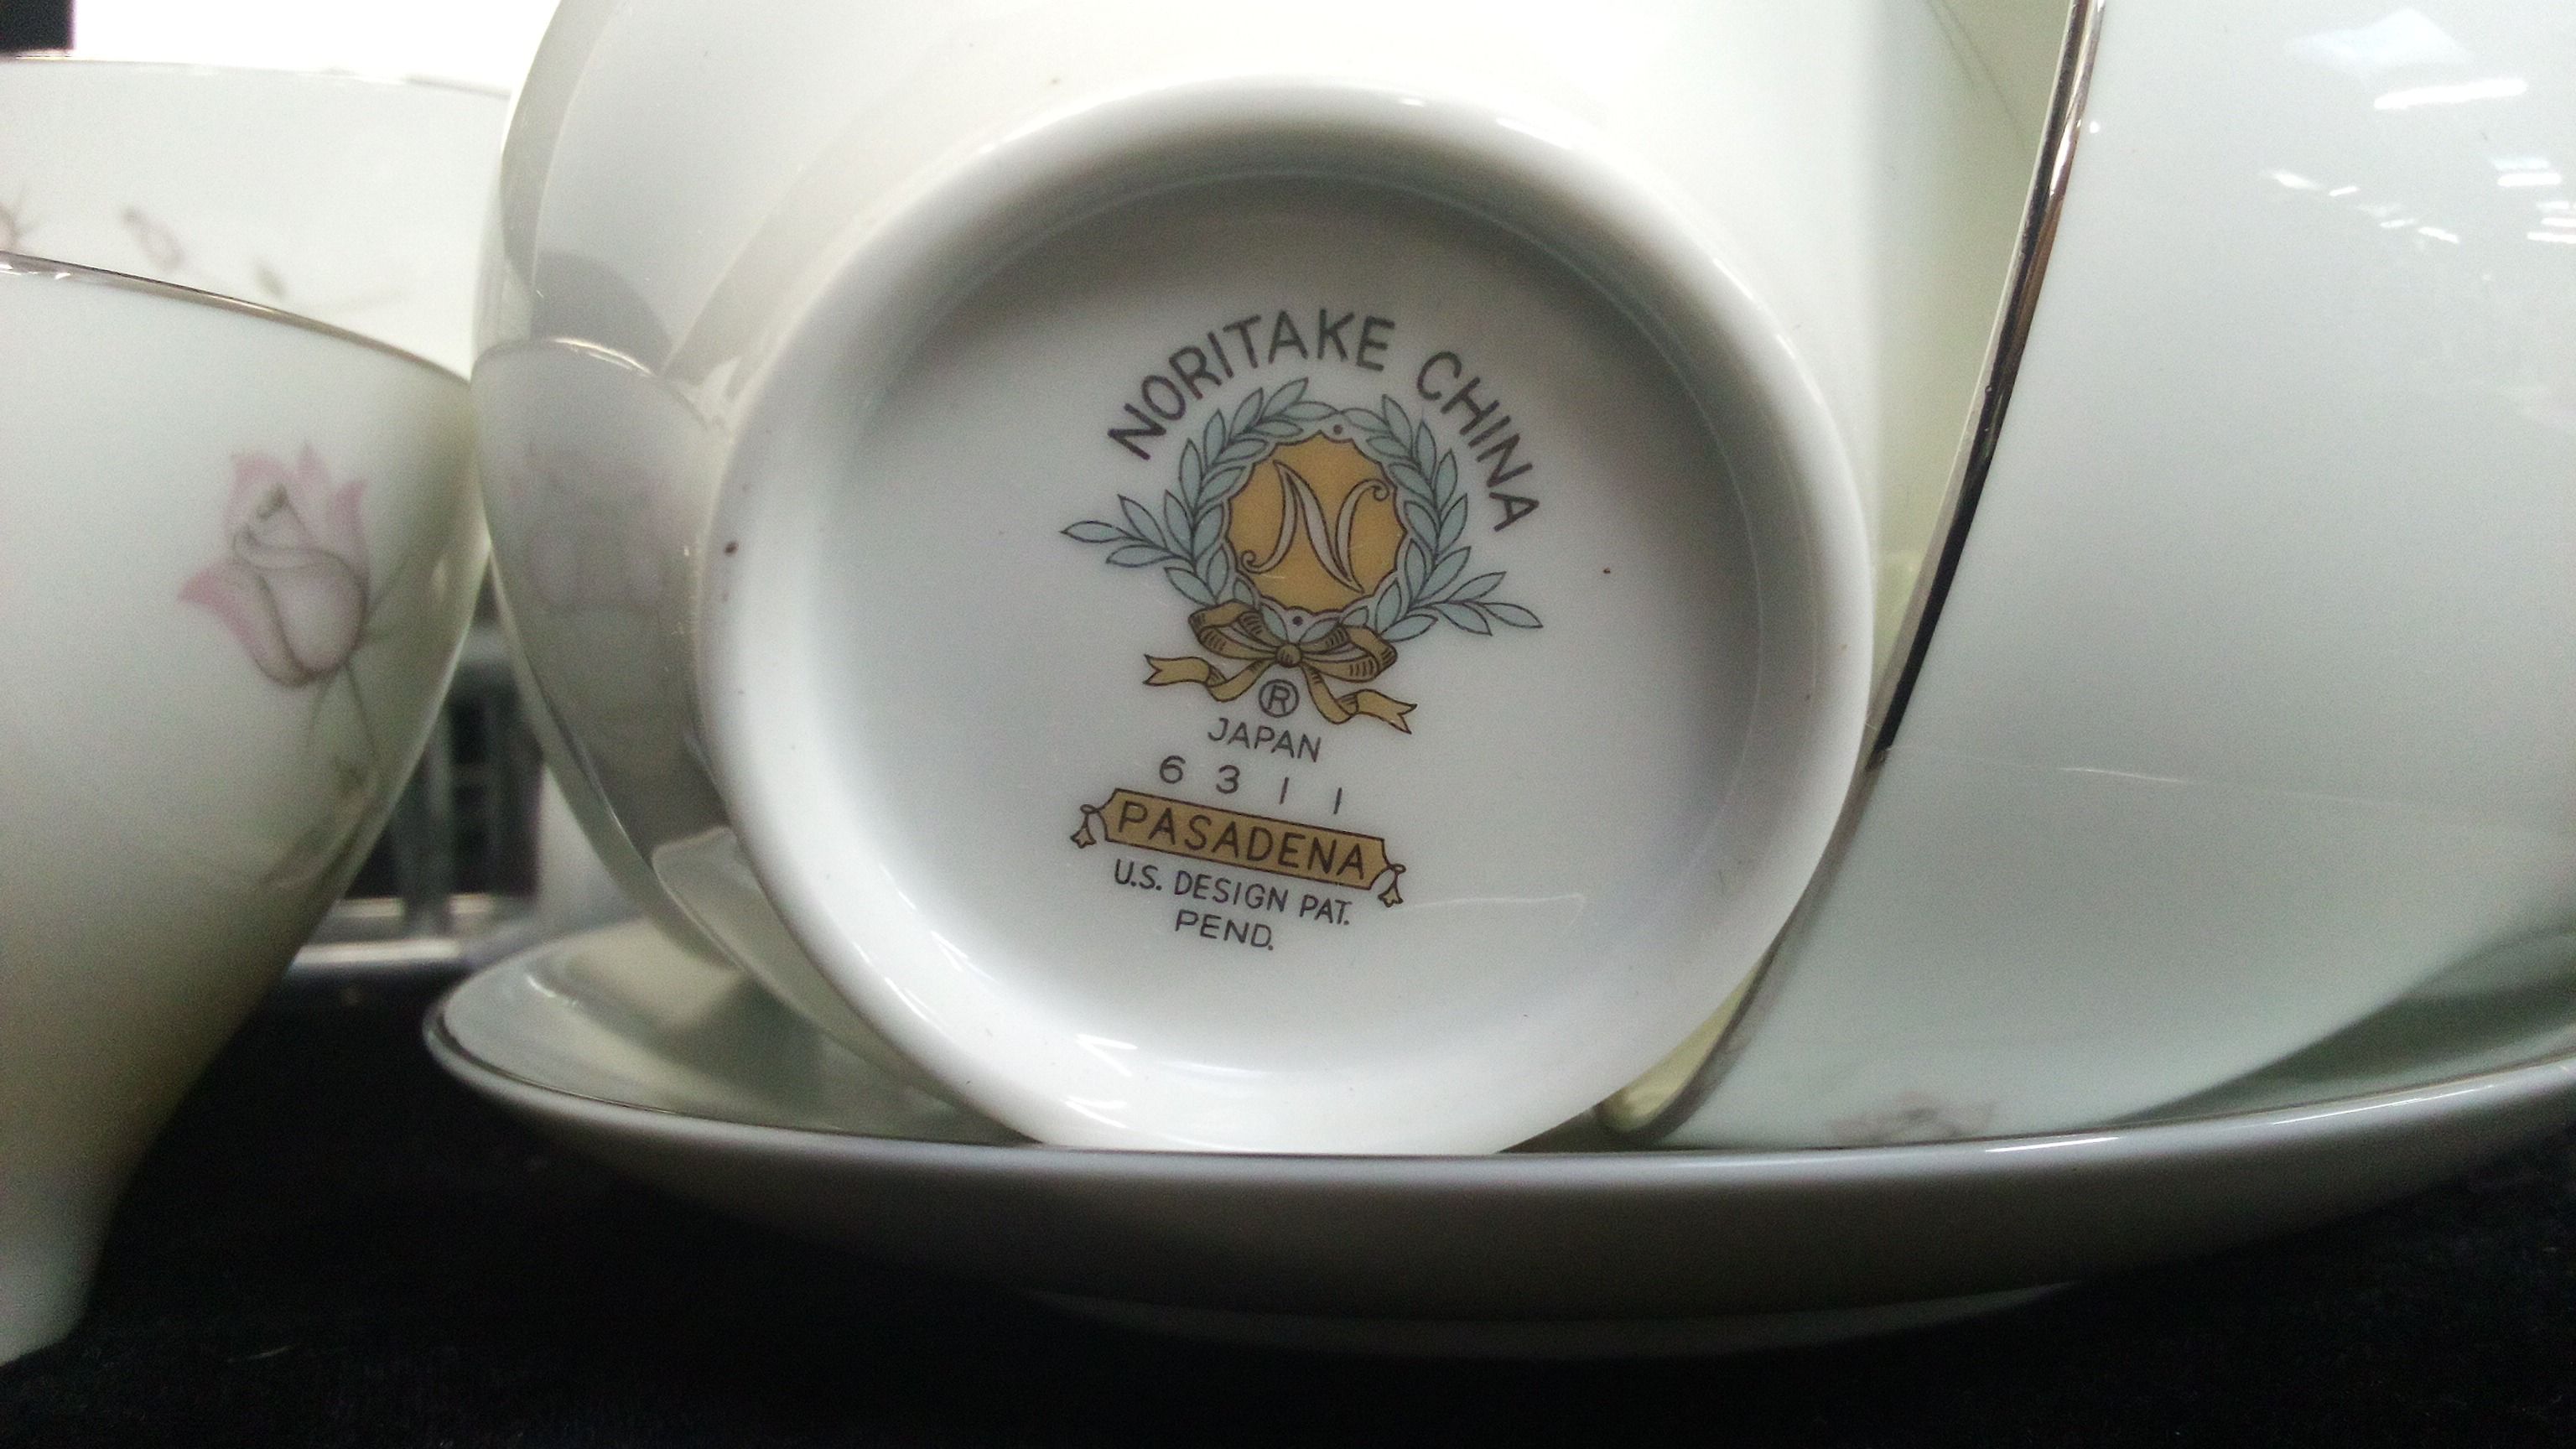 NORITAKE CHINA
N
®
JAPAN
6311
PASADENA
U.S. DESIGN PAT.
PEND.